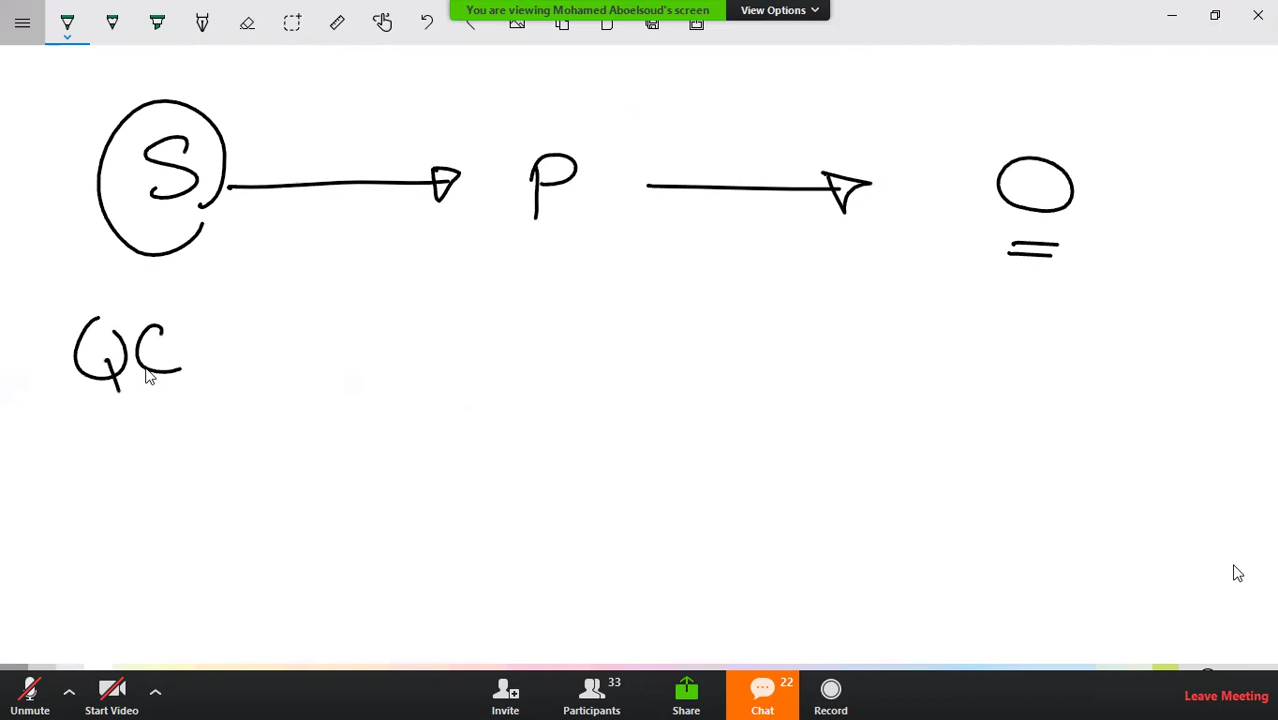 You are viewing Mohamed Aboelsoud's screen
View Options
S P O
QC
Unmute
Start Video
Invite
33
Participants
Share
22
Chat
Record
Leave Meeting